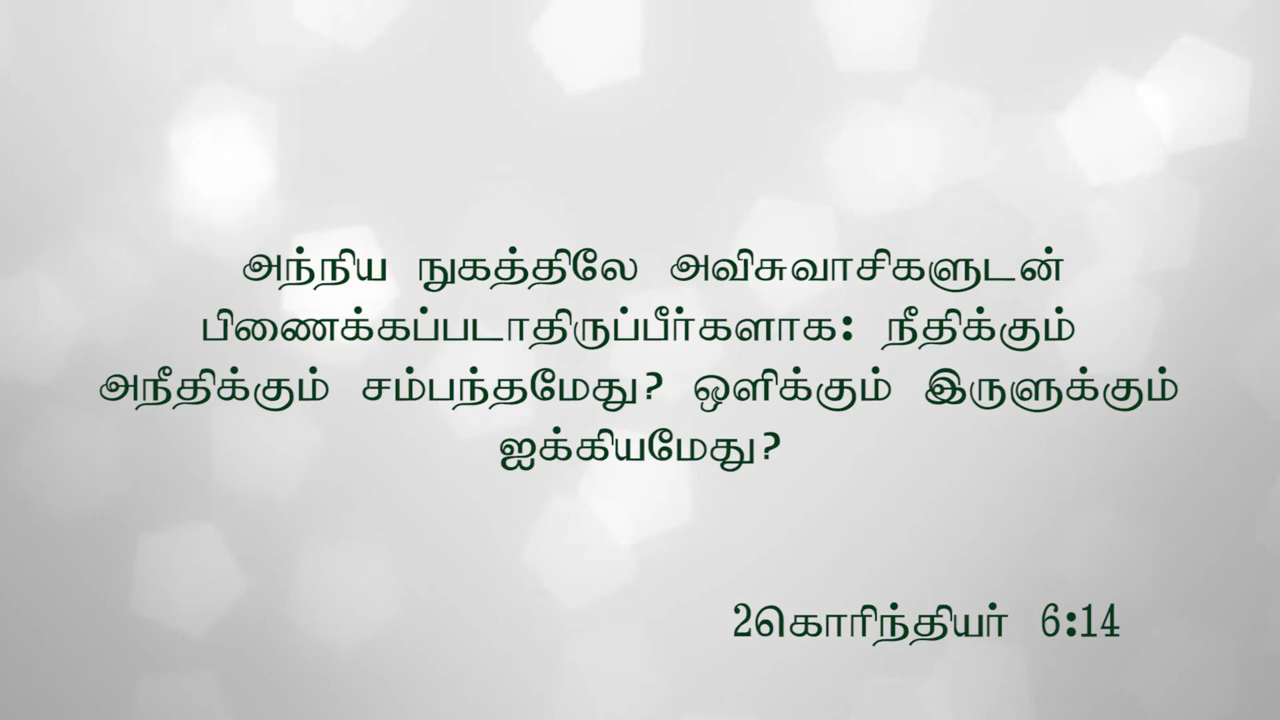 அந்நிய நுகத்திலே அவிசுவாசிகளுடன்
பிணைக்கப்படாதிருப்பீர்களாக: நீதிக்கும்
அநீதிக்கும் சம்பந்தமேது? ஒளிக்கும் இருளுக்கும்
ஐக்கியமேது?
2கொரிந்தியர் 6:14